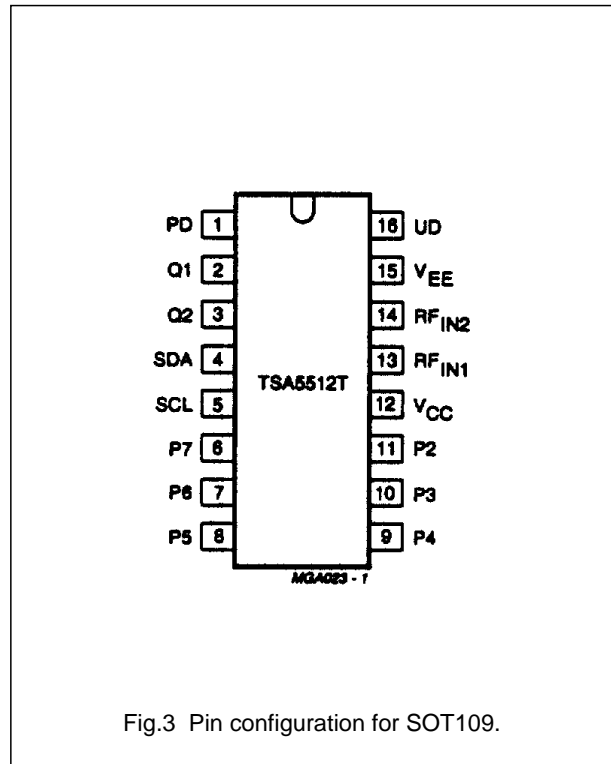 PD 1 16 UD
Q1 2 15 VEE
Q2 3 14 RFIN2
SDA 4 13 RFIN1
TSA5512T
SCL 5 12 VCC
P7 6 11 P2
P6 7 10 P3
P5 8 9 P4
MGA023 - 1
Fig.3 Pin configuration for SOT109.